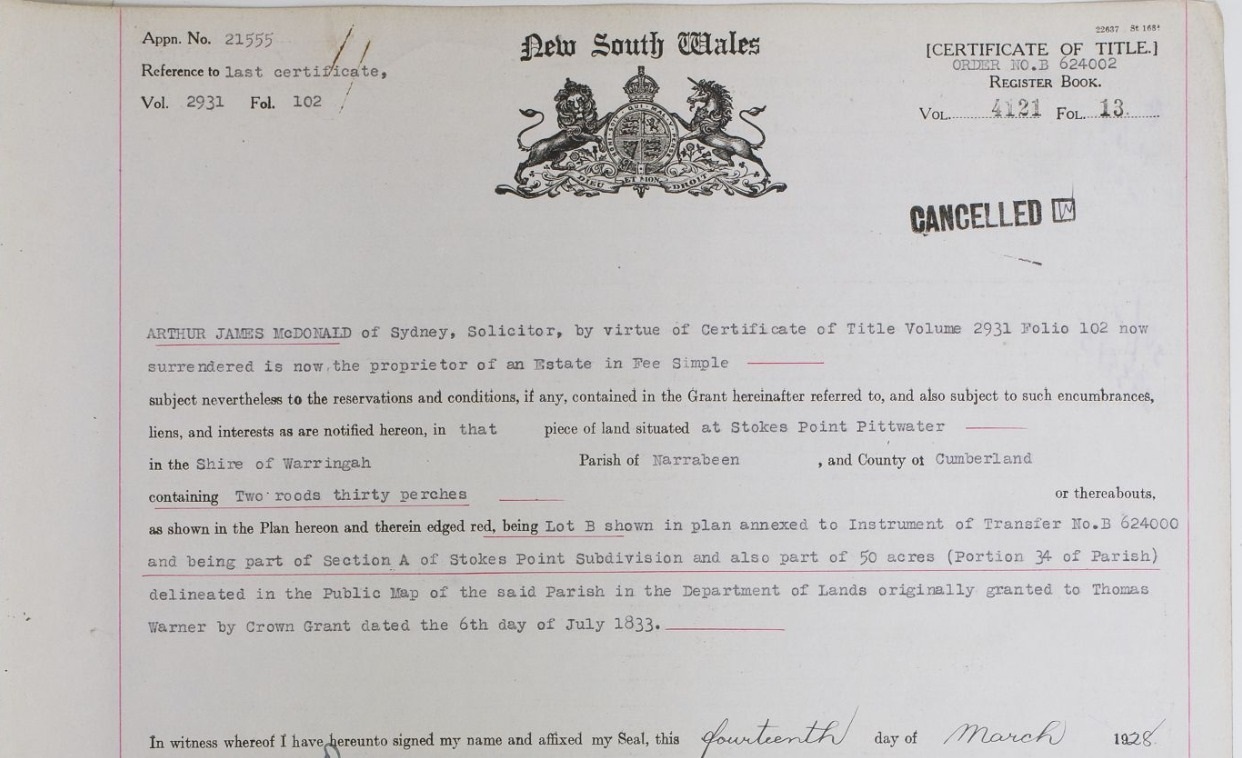 Appn. No. 21555
Reference to last certificate,
Vol. 2931 Fol. 102
New South Wales
DIEU ET MON DROIT
22637 St 1681
[CERTIFICATE OF TITLE.]
ORDER NO.B 624002
REGISTER BOOK.
VOL. 4121 FOL. 13.
CANCELLED
ARTHUR JAMES McDONALD of Sydney, Solicitor, by virtue of Certificate of Title Volume 2931 Folio 102 now
surrendered is now the proprietor of an Estate in Fee Simple
subject nevertheless to the reservations and conditions, if any, contained in the Grant hereinafter referred to, and also subject to such encumbrances,
liens, and interests as are notified hereon, in that piece of land situated at Stokes Point Pittwater
in the Shire of Warringah Parish of Narrabeen , and County of Cumberland
containing Two roods thirty perches or thereabouts,
as shown in the Plan hereon and therein edged red, being Lot B shown in plan annexed to Instrument of Transfer No.B 624000
and being part of Section A of Stokes Point Subdivision and also part of 50 acres (Portion 34 of Parish)
delineated in the Public Map of the said Parish in the Department of Lands originally granted to Thomas
Warner by Crown Grant dated the 6th day of July 1833.
In witness whereof I have hereunto signed my name and affixed my Seal, this fourteenth day of March 1928